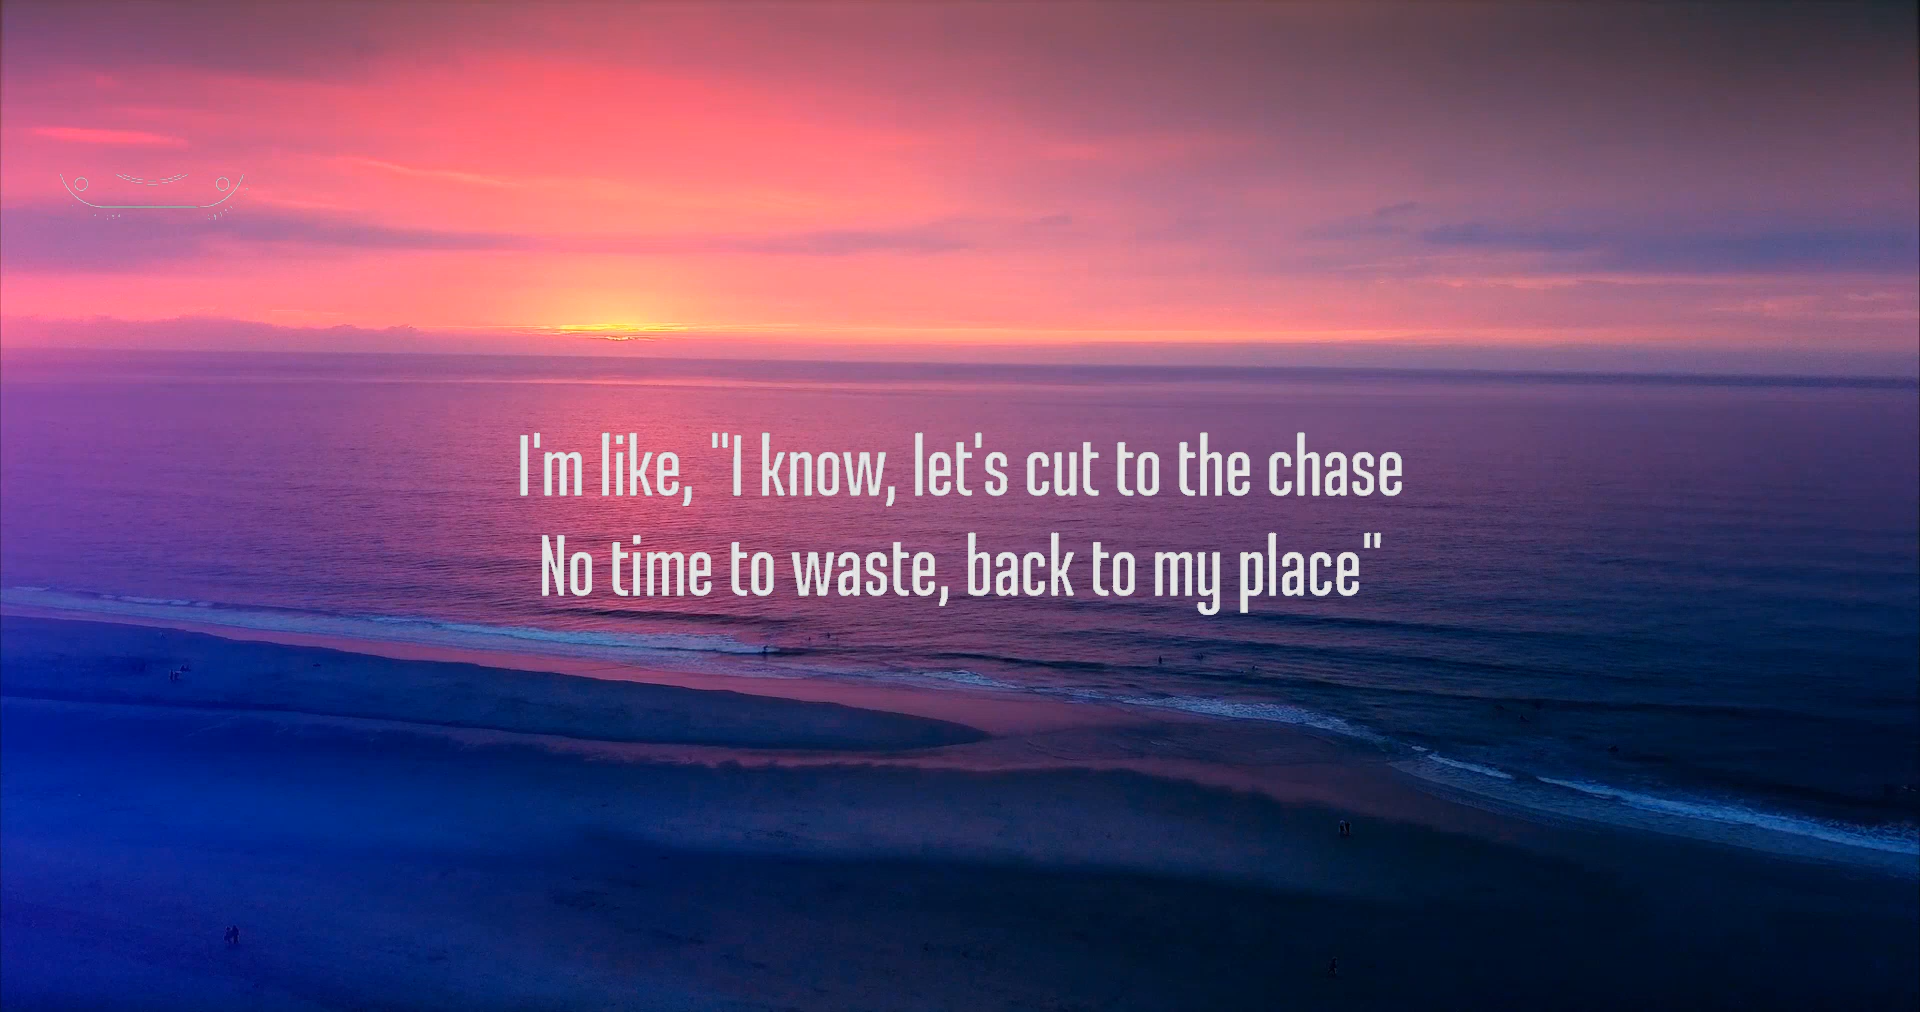 I'm like, "I know, let's cut to the chase
No time to waste, back to my place"